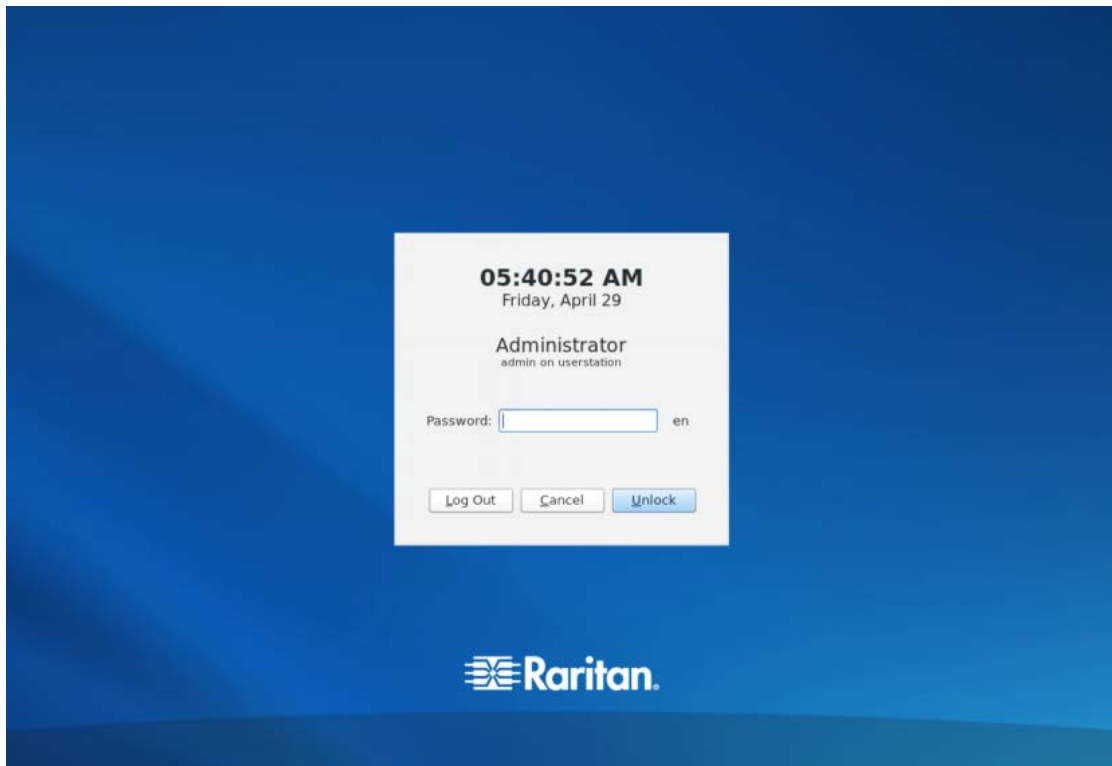 05:40:52 AM
Friday, April 29
Administrator
admin on userstation
Password: en
Log Out Cancel Unlock
Raritan.